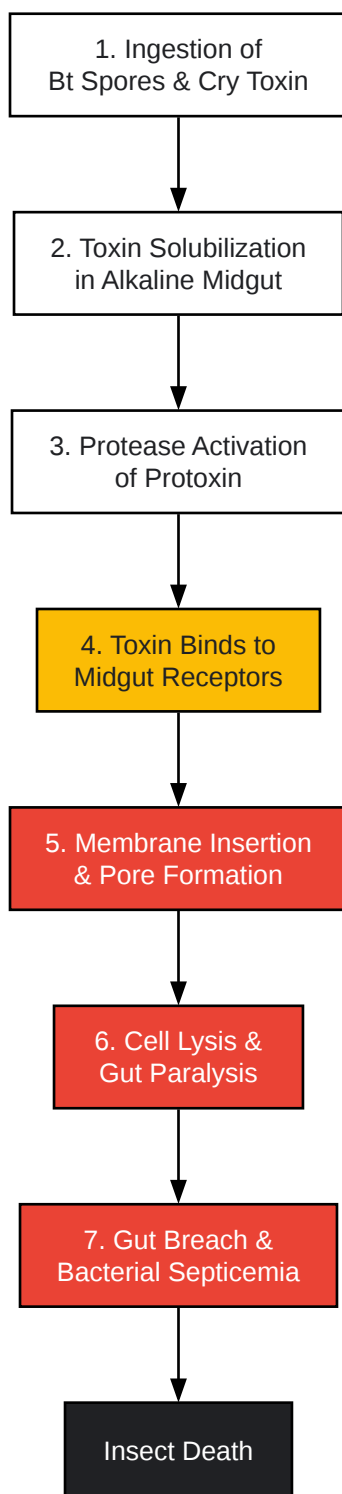 1. Ingestion of
Bt Spores & Cry Toxin
2. Toxin Solubilization
in Alkaline Midgut
3. Protease Activation
of Protoxin
4. Toxin Binds to
Midgut Receptors
5. Membrane Insertion
& Pore Formation
6. Cell Lysis &
Gut Paralysis
7. Gut Breach &
Bacterial Septicemia
Insect Death